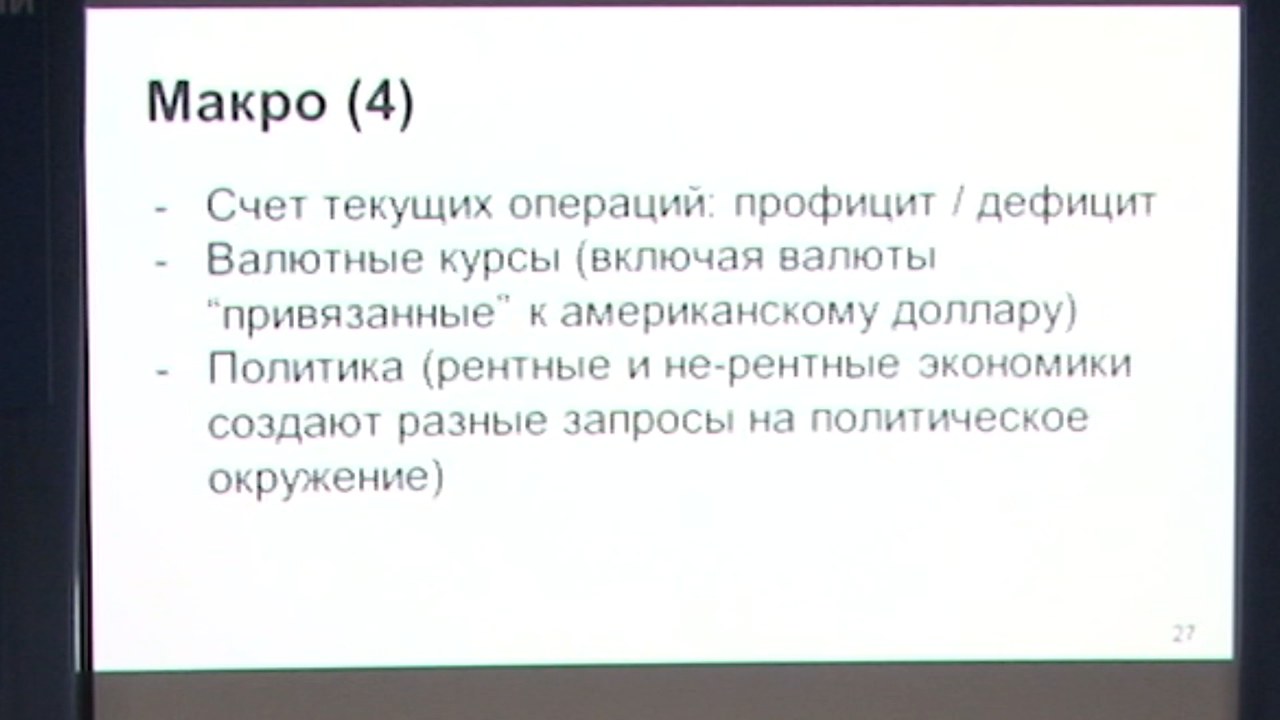 Макро (4)
- Счет текущих операций: профицит / дефицит
- Валютные курсы (включая валюты
“привязанные” к американскому доллару)
- Политика (рентные и не-рентные экономики
создают разные запросы на политическое
окружение)
27